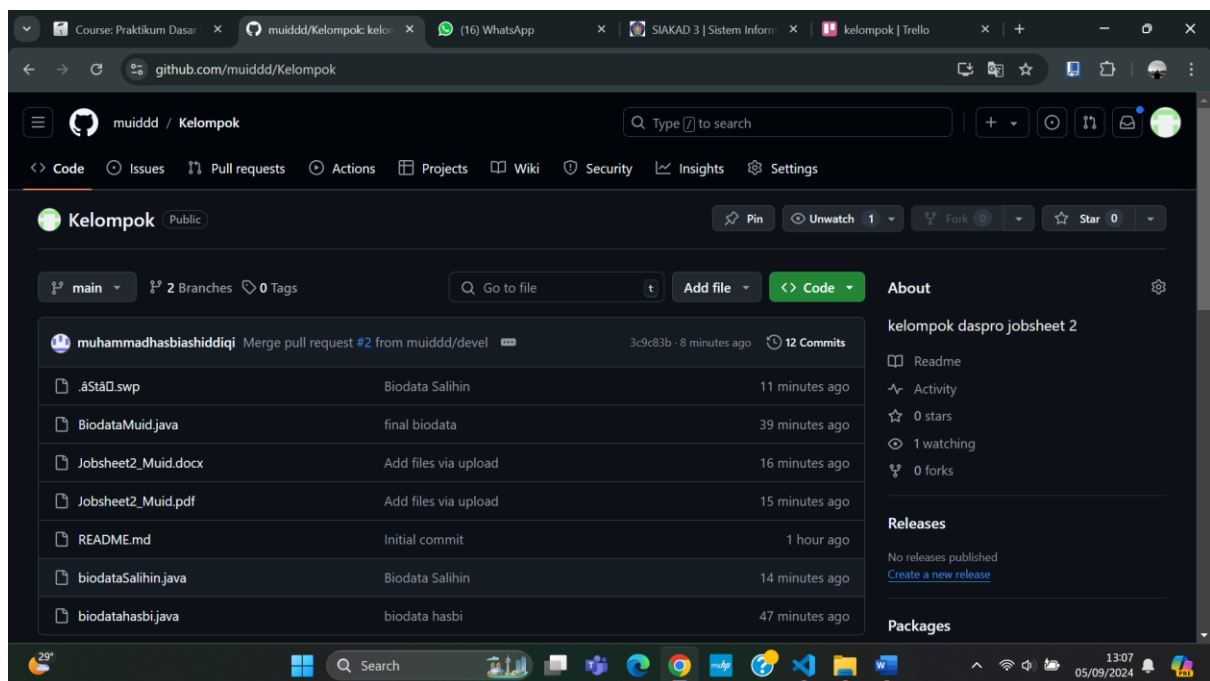 Course: Praktikum Dasar
muiddd/Kelompok: kelom
(16) WhatsApp
SIAKAD 3 | Sistem Inform
kelompok | Trello
github.com/muiddd/Kelompok
muiddd / Kelompok
Type / to search
Code Issues Pull requests Actions Projects Wiki Security Insights Settings
Kelompok Public
Pin Unwatch 1 Fork 0 Star 0
main 2 Branches 0 Tags Go to file t Add file Code
About
kelompok daspro jobsheet 2
muhammadhasbiashiddiqi Merge pull request #2 from muiddd/devel 3c9c83b · 8 minutes ago 12 Commits
Readme
.âStâ.swp Biodata Salihin 11 minutes ago
Activity
BiodataMuid.java final biodata 39 minutes ago
0 stars
1 watching
Jobsheet2_Muid.docx Add files via upload 16 minutes ago
0 forks
Jobsheet2_Muid.pdf Add files via upload 15 minutes ago
Releases
README.md Initial commit 1 hour ago
No releases published
Create a new release
biodataSalihin.java Biodata Salihin 14 minutes ago
biodatahasbi.java biodata hasbi 47 minutes ago
Packages
29°
Search
myhp
PRE
13:07
05/09/2024